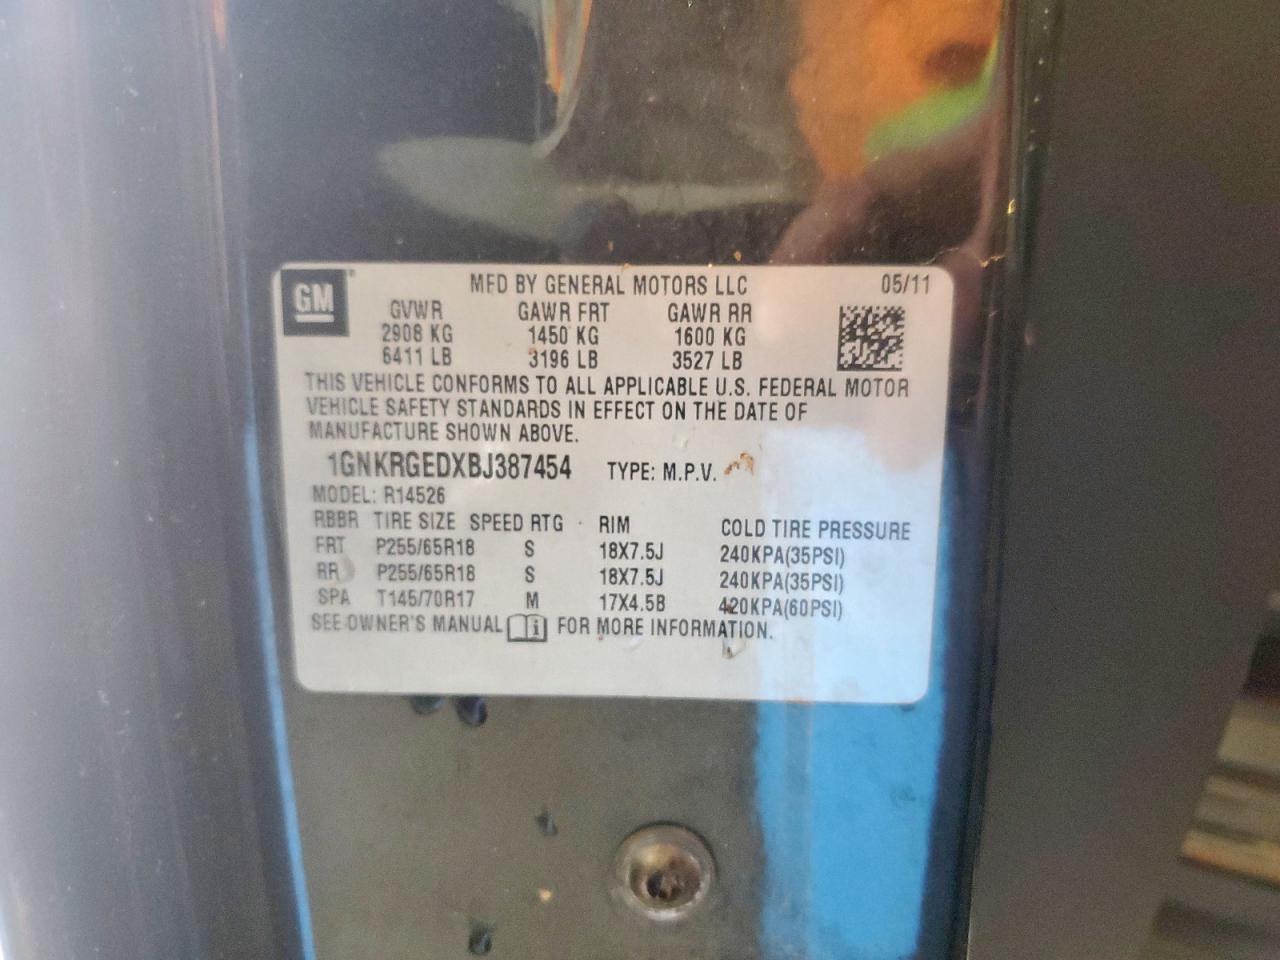 GM MFD BY GENERAL MOTORS LLC 05/11
GVWR GAWR FRT GAWR RR
2908 KG 1450 KG 1600 KG
6411 LB 3196 LB 3527 LB
THIS VEHICLE CONFORMS TO ALL APPLICABLE U.S. FEDERAL MOTOR
VEHICLE SAFETY STANDARDS IN EFFECT ON THE DATE OF
MANUFACTURE SHOWN ABOVE.
1GNKRGEDXBJ387454 TYPE: M.P.V.
MODEL: R14526
RBBR TIRE SIZE SPEED RTG RIM COLD TIRE PRESSURE
FRT P255/65R18 S 18X7.5J 240KPA(35PSI)
RR P255/65R18 S 18X7.5J 240KPA(35PSI)
SPA T145/70R17 M 17X4.5B 420KPA(60PSI)
SEE OWNER'S MANUAL i FOR MORE INFORMATION.